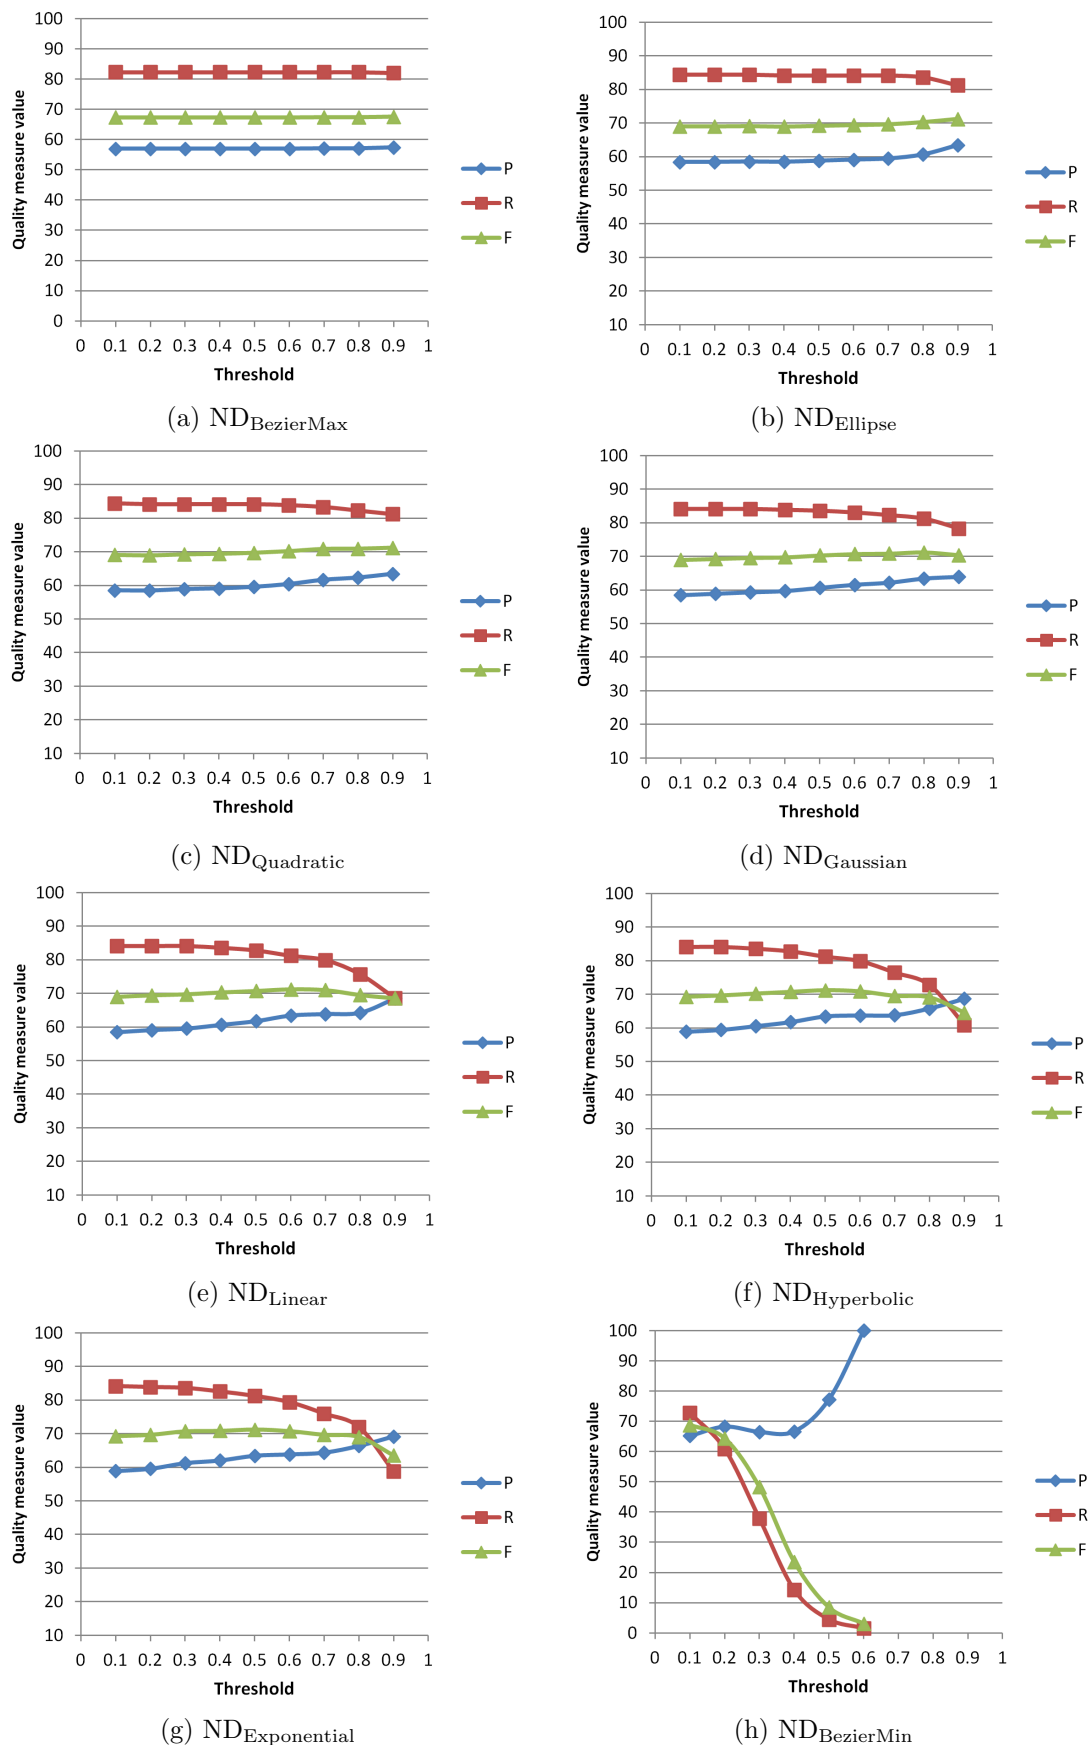 100
90
80
70
60
50
40
30
20
10
0
Quality measure value
0 0.1 0.2 0.3 0.4 0.5 0.6 0.7 0.8 0.9 1
Threshold
P
R
F
(a) ND_BezierMax
100
90
80
70
60
50
40
30
20
10
Quality measure value
0 0.1 0.2 0.3 0.4 0.5 0.6 0.7 0.8 0.9 1
Threshold
P
R
F
(b) ND_Ellipse
100
90
80
70
60
50
40
30
20
10
Quality measure value
0 0.1 0.2 0.3 0.4 0.5 0.6 0.7 0.8 0.9 1
Threshold
P
R
F
(c) ND_Quadratic
100
90
80
70
60
50
40
30
20
10
Quality measure value
0 0.1 0.2 0.3 0.4 0.5 0.6 0.7 0.8 0.9 1
Threshold
P
R
F
(d) ND_Gaussian
100
90
80
70
60
50
40
30
20
10
Quality measure value
0 0.1 0.2 0.3 0.4 0.5 0.6 0.7 0.8 0.9 1
Threshold
P
R
F
(e) ND_Linear
100
90
80
70
60
50
40
30
20
10
Quality measure value
0 0.1 0.2 0.3 0.4 0.5 0.6 0.7 0.8 0.9 1
Threshold
P
R
F
(f) ND_Hyperbolic
100
90
80
70
60
50
40
30
20
10
Quality measure value
0 0.1 0.2 0.3 0.4 0.5 0.6 0.7 0.8 0.9 1
Threshold
P
R
F
(g) ND_Exponential
100
90
80
70
60
50
40
30
20
10
0
Quality measure value
0 0.1 0.2 0.3 0.4 0.5 0.6 0.7 0.8 0.9 1
Threshold
P
R
F
(h) ND_BezierMin